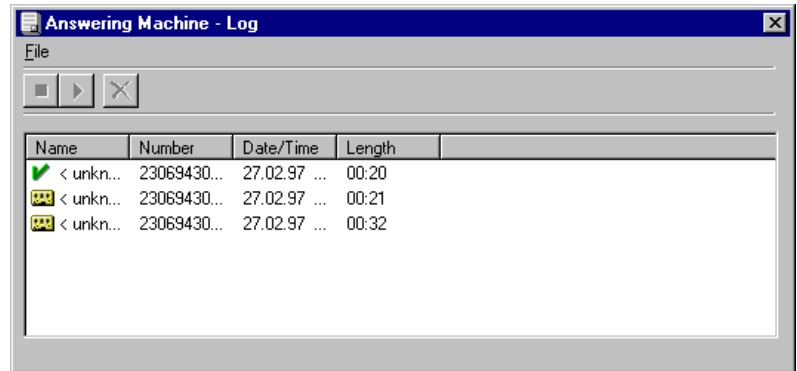 Answering Machine - Log
File
Name Number Date/Time Length
< unkn... 23069430... 27.02.97 ... 00:20
< unkn... 23069430... 27.02.97 ... 00:21
< unkn... 23069430... 27.02.97 ... 00:32